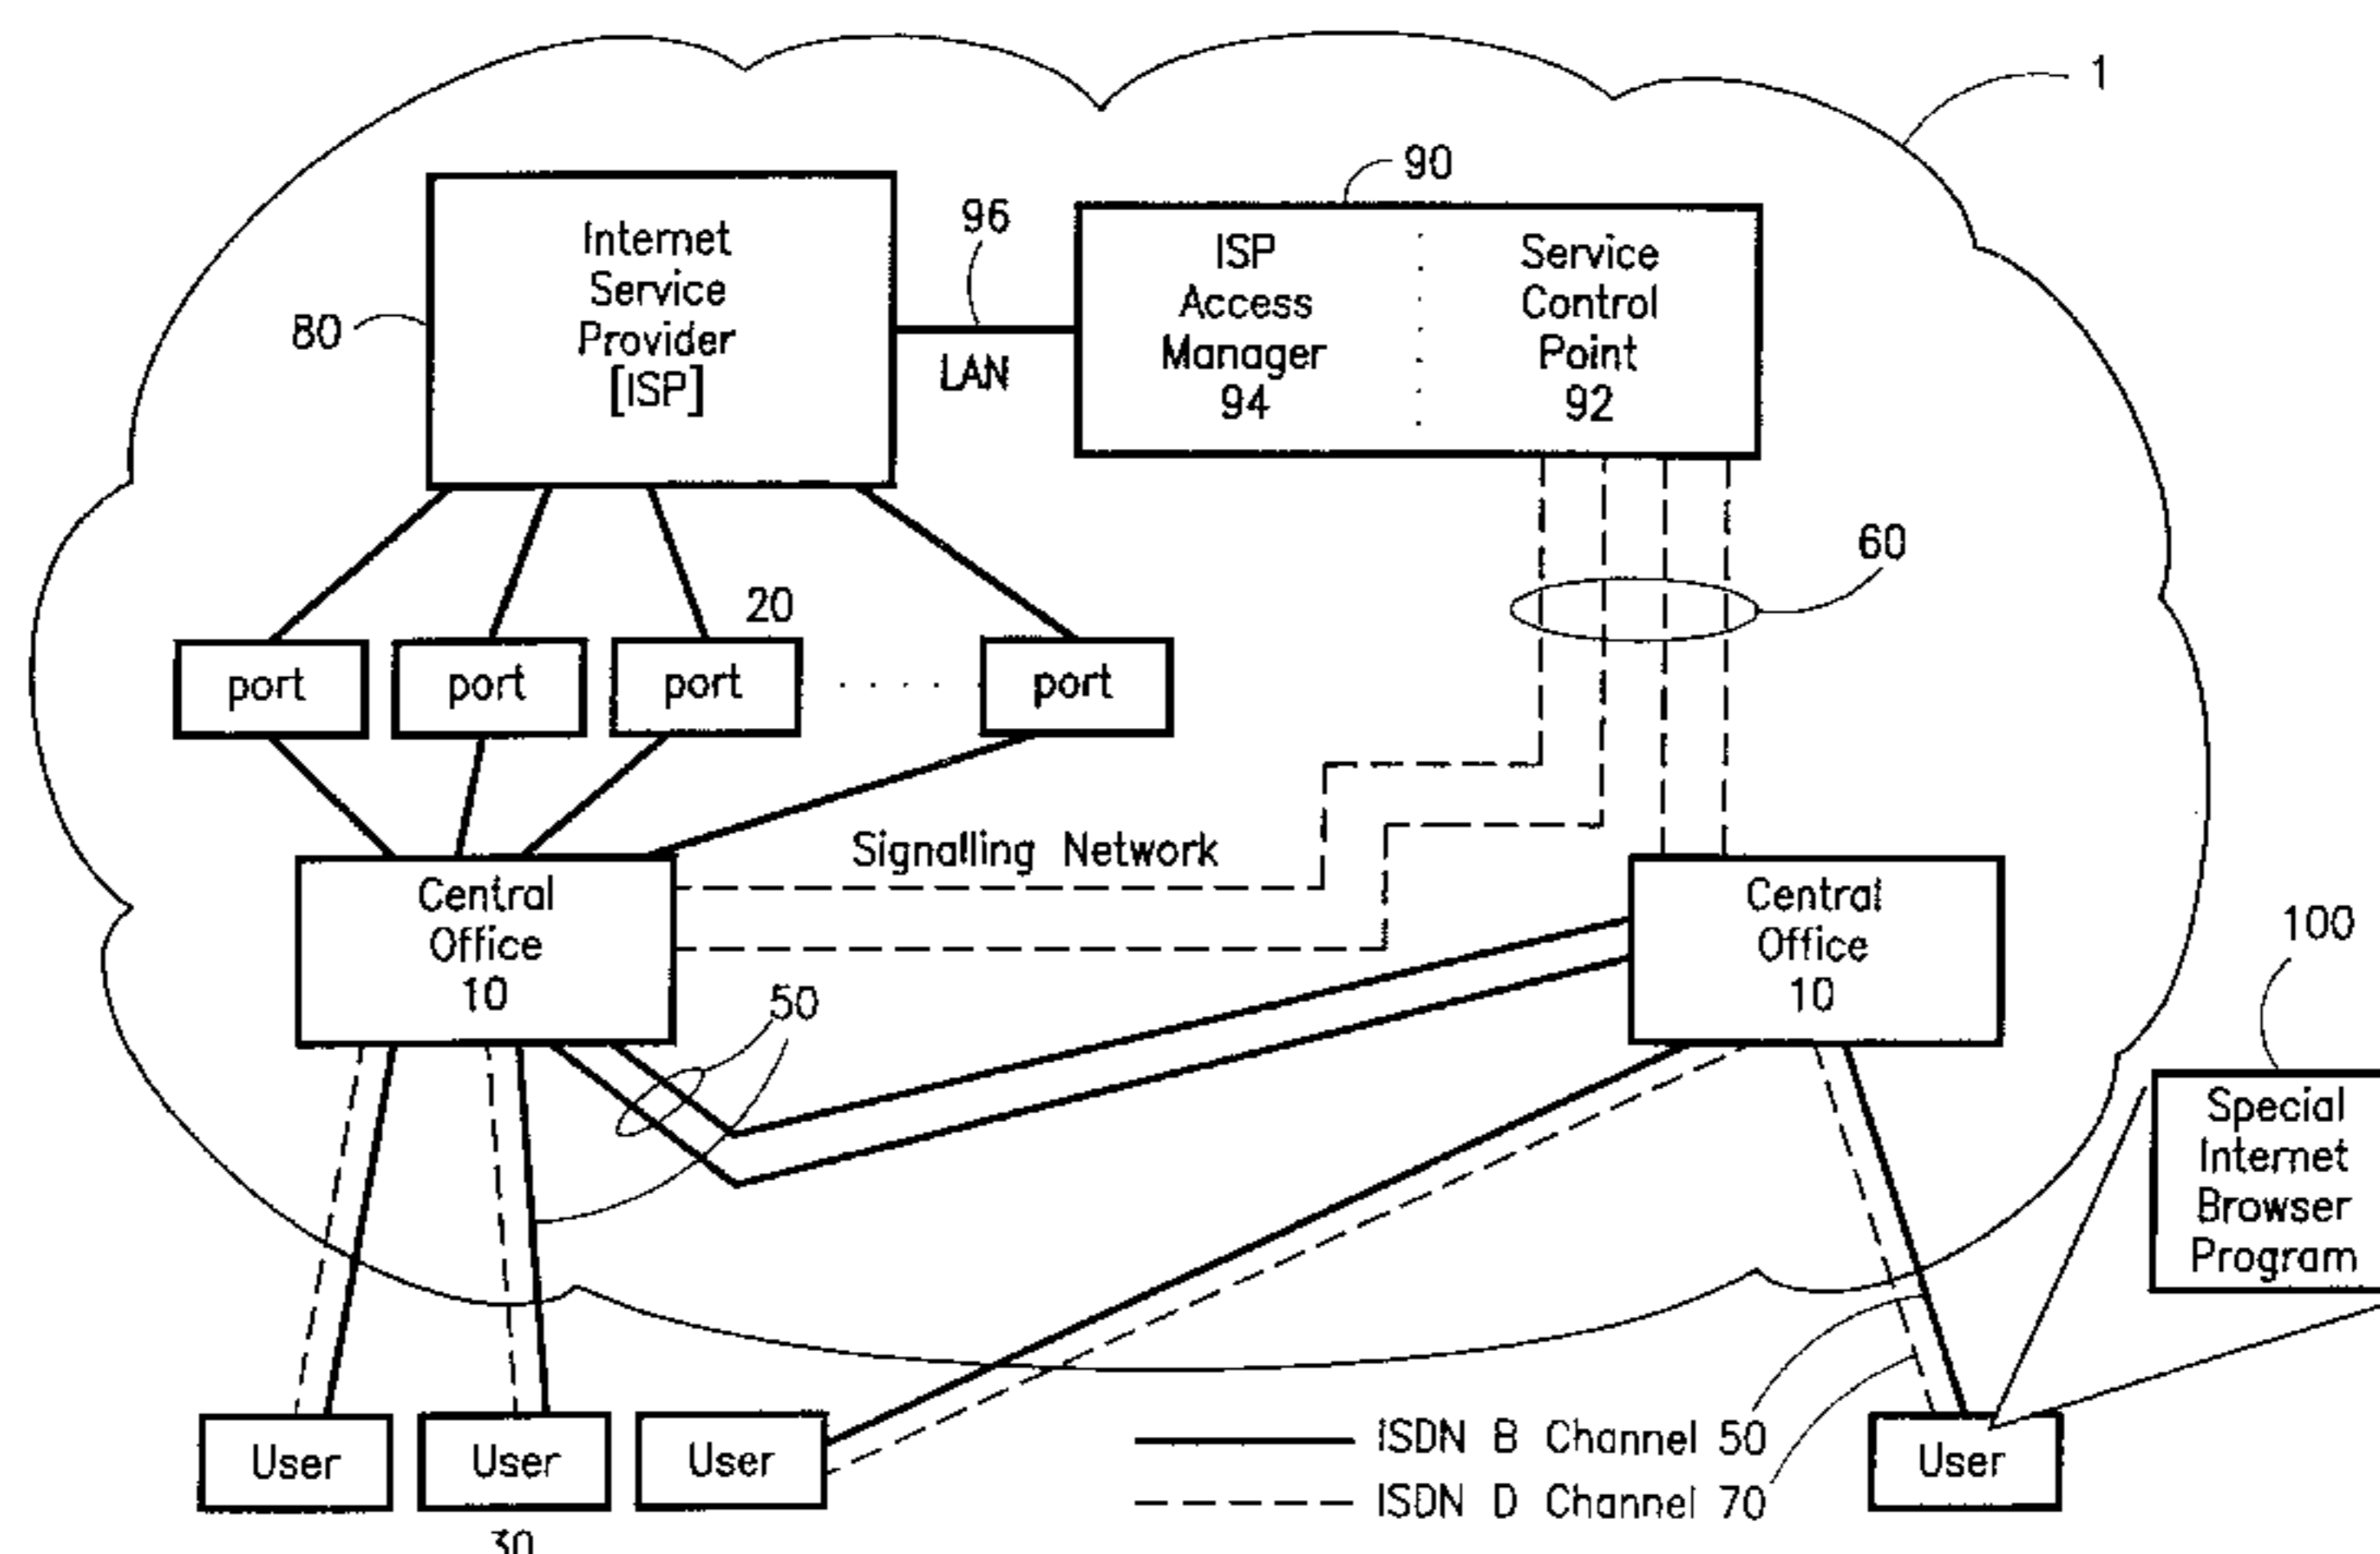 1
90
96
Internet
Service
Provider
[ISP]
80
LAN
ISP
Access
Manager
94
Service
Control
Point
92
60
20
port
port
port
port
Signalling Network
Central
Office
10
Central
Office
10
50
100
Special
Internet
Browser
Program
User
User
User
User
30
ISDN B Channel 50
ISDN D Channel 70